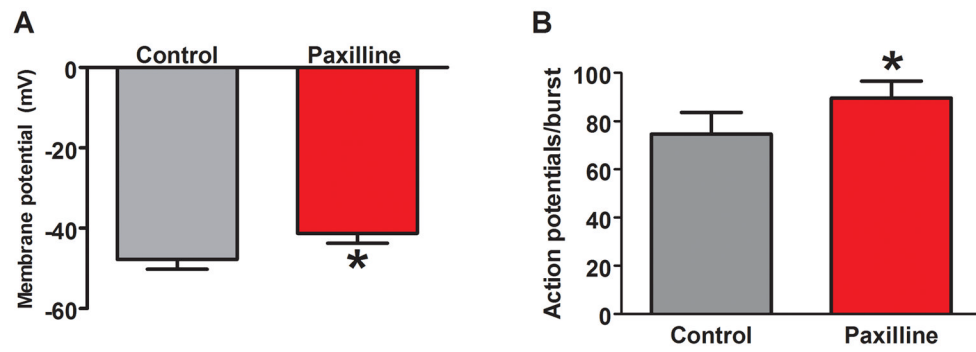 A
Control Paxilline
Membrane potential (mV)
0
-20
-40
-60
*
B
Action potentials/burst
100
80
60
40
20
0
*
Control Paxilline